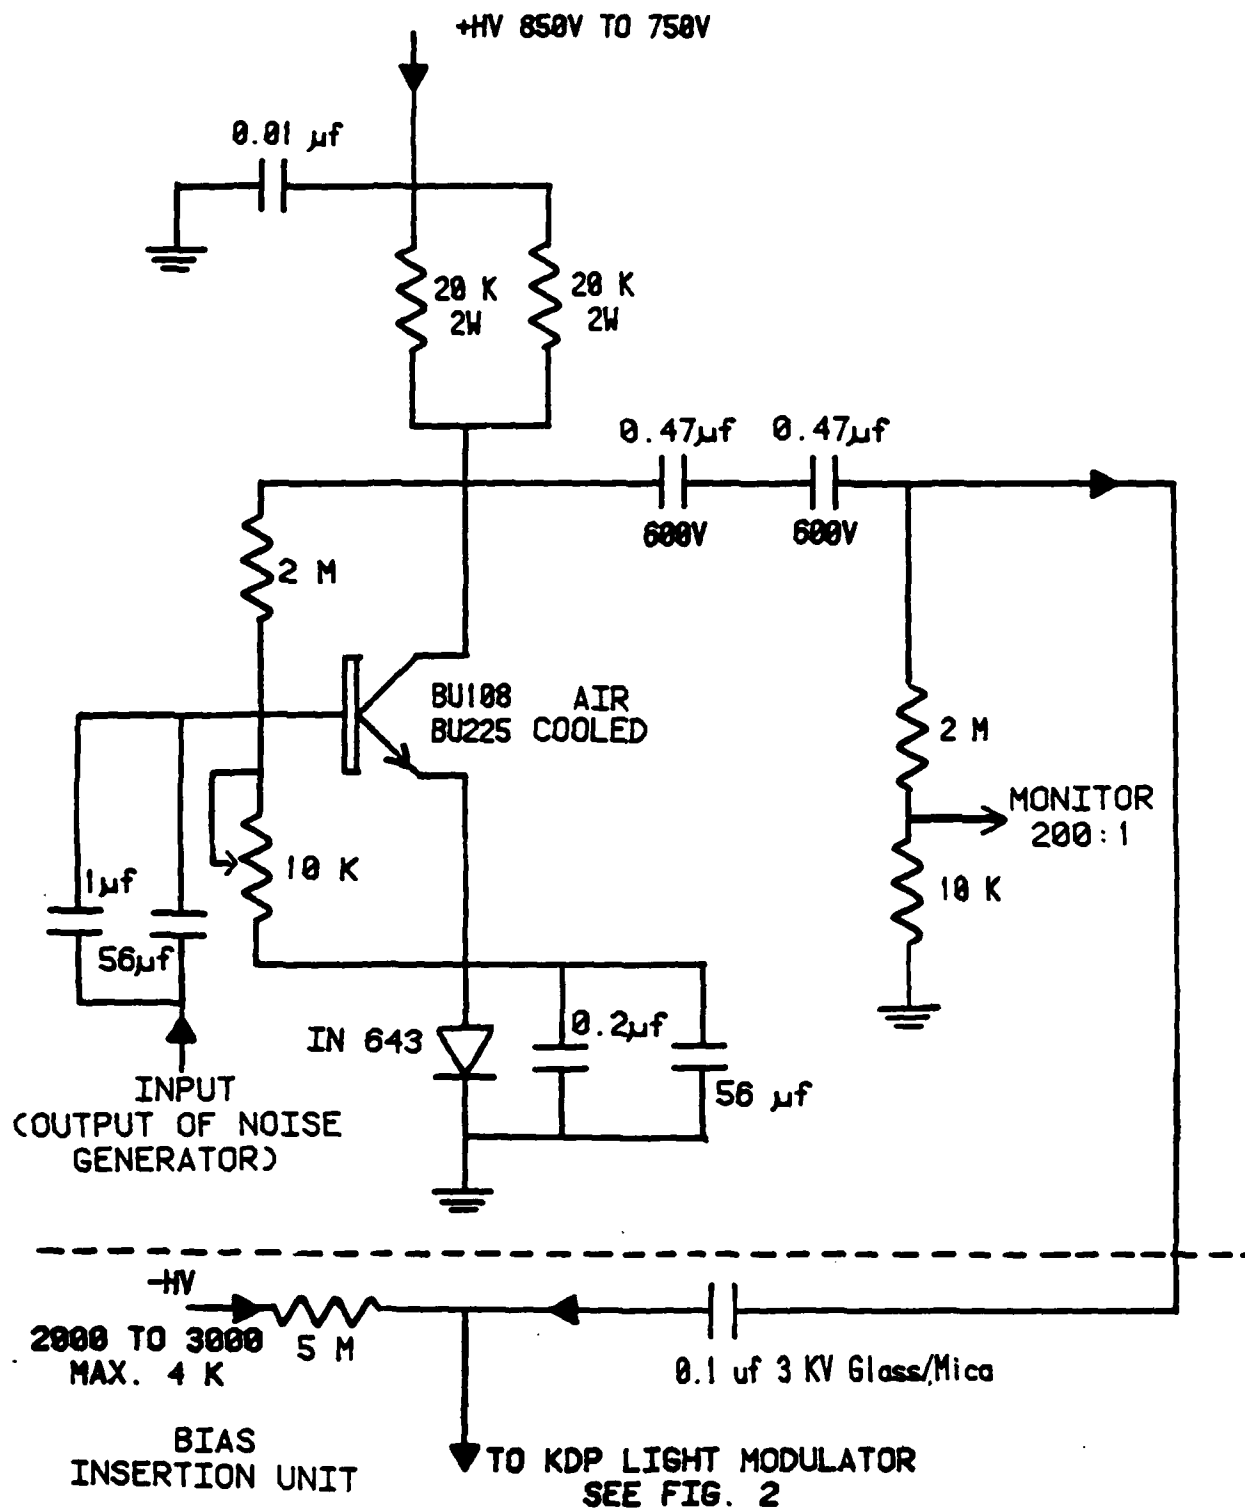 +HV 850V TO 750V
0.01 µf
20 K
2W
20 K
2W
0.47µf
0.47µf
600V
600V
2 M
BU108 AIR
BU225 COOLED
2 M
MONITOR
200:1
10 K
10 K
1µf
56µf
IN 643
0.2µf
56 µf
INPUT
(OUTPUT OF NOISE
GENERATOR)
-HV
2000 TO 3000
MAX. 4 K
5 M
0.1 uf 3 KV Glass/Mica
BIAS
INSERTION UNIT
TO KDP LIGHT MODULATOR
SEE FIG. 2